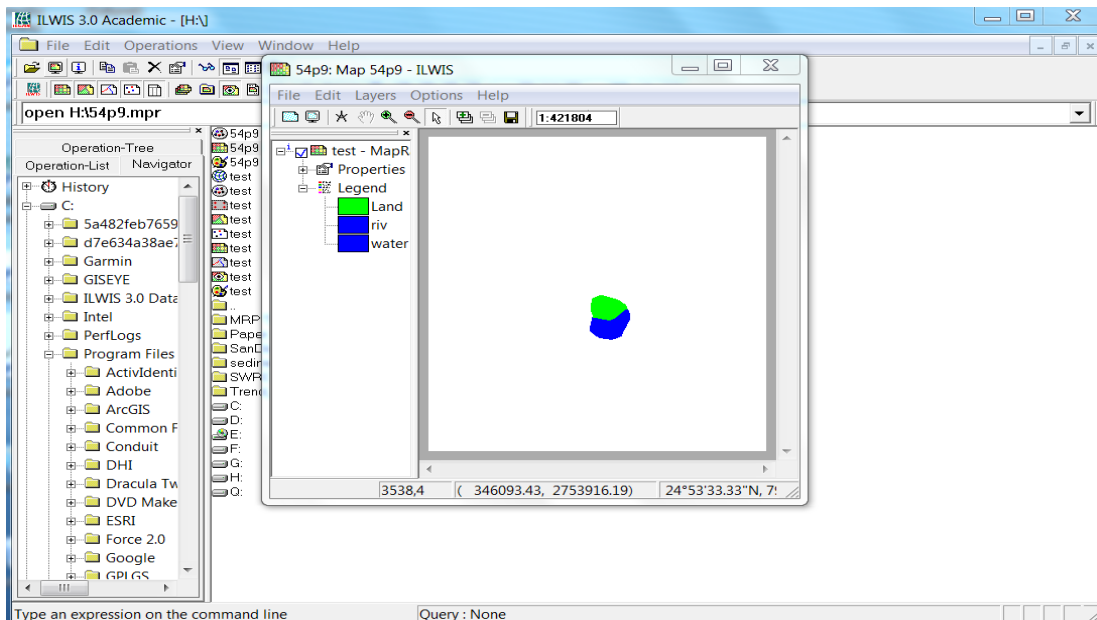 ILWIS 3.0 Academic - [H:\]
File Edit Operations View Window Help
open H:\54p9.mpr
Operation-Tree
Operation-List Navigator
History
C:
5a482feb7659
d7e634a38ae7
Garmin
GISEYE
ILWIS 3.0 Data
Intel
PerfLogs
Program Files
ActivIdenti
Adobe
ArcGIS
Common F
Conduit
DHI
Dracula Tw
DVD Make
ESRI
Force 2.0
Google
GPLGS
54p9
54p9
54p9
test
test
test
test
test
test
test
test
test
..
MRP
Pape
SanD
sedir
SWR
Tren
C:
D:
E:
F:
G:
H:
Q:
54p9: Map 54p9 - ILWIS
File Edit Layers Options Help
1:421804
test - MapR
Properties
Legend
Land
riv
water
3538,4 ( 346093.43, 2753916.19) 24°53'33.33"N, 7
Type an expression on the command line Query : None